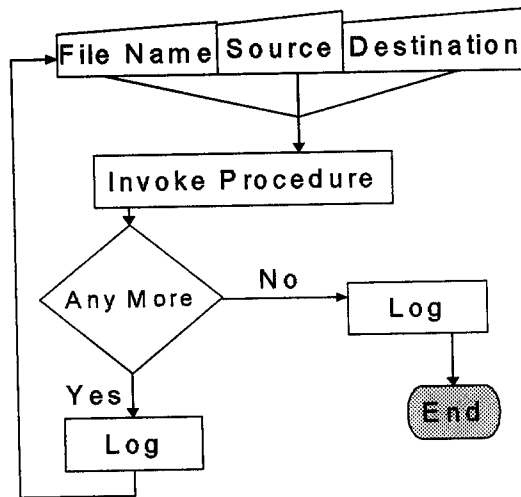 File Name Source Destination
Invoke Procedure
Any More
No
Log
Yes
End
Log